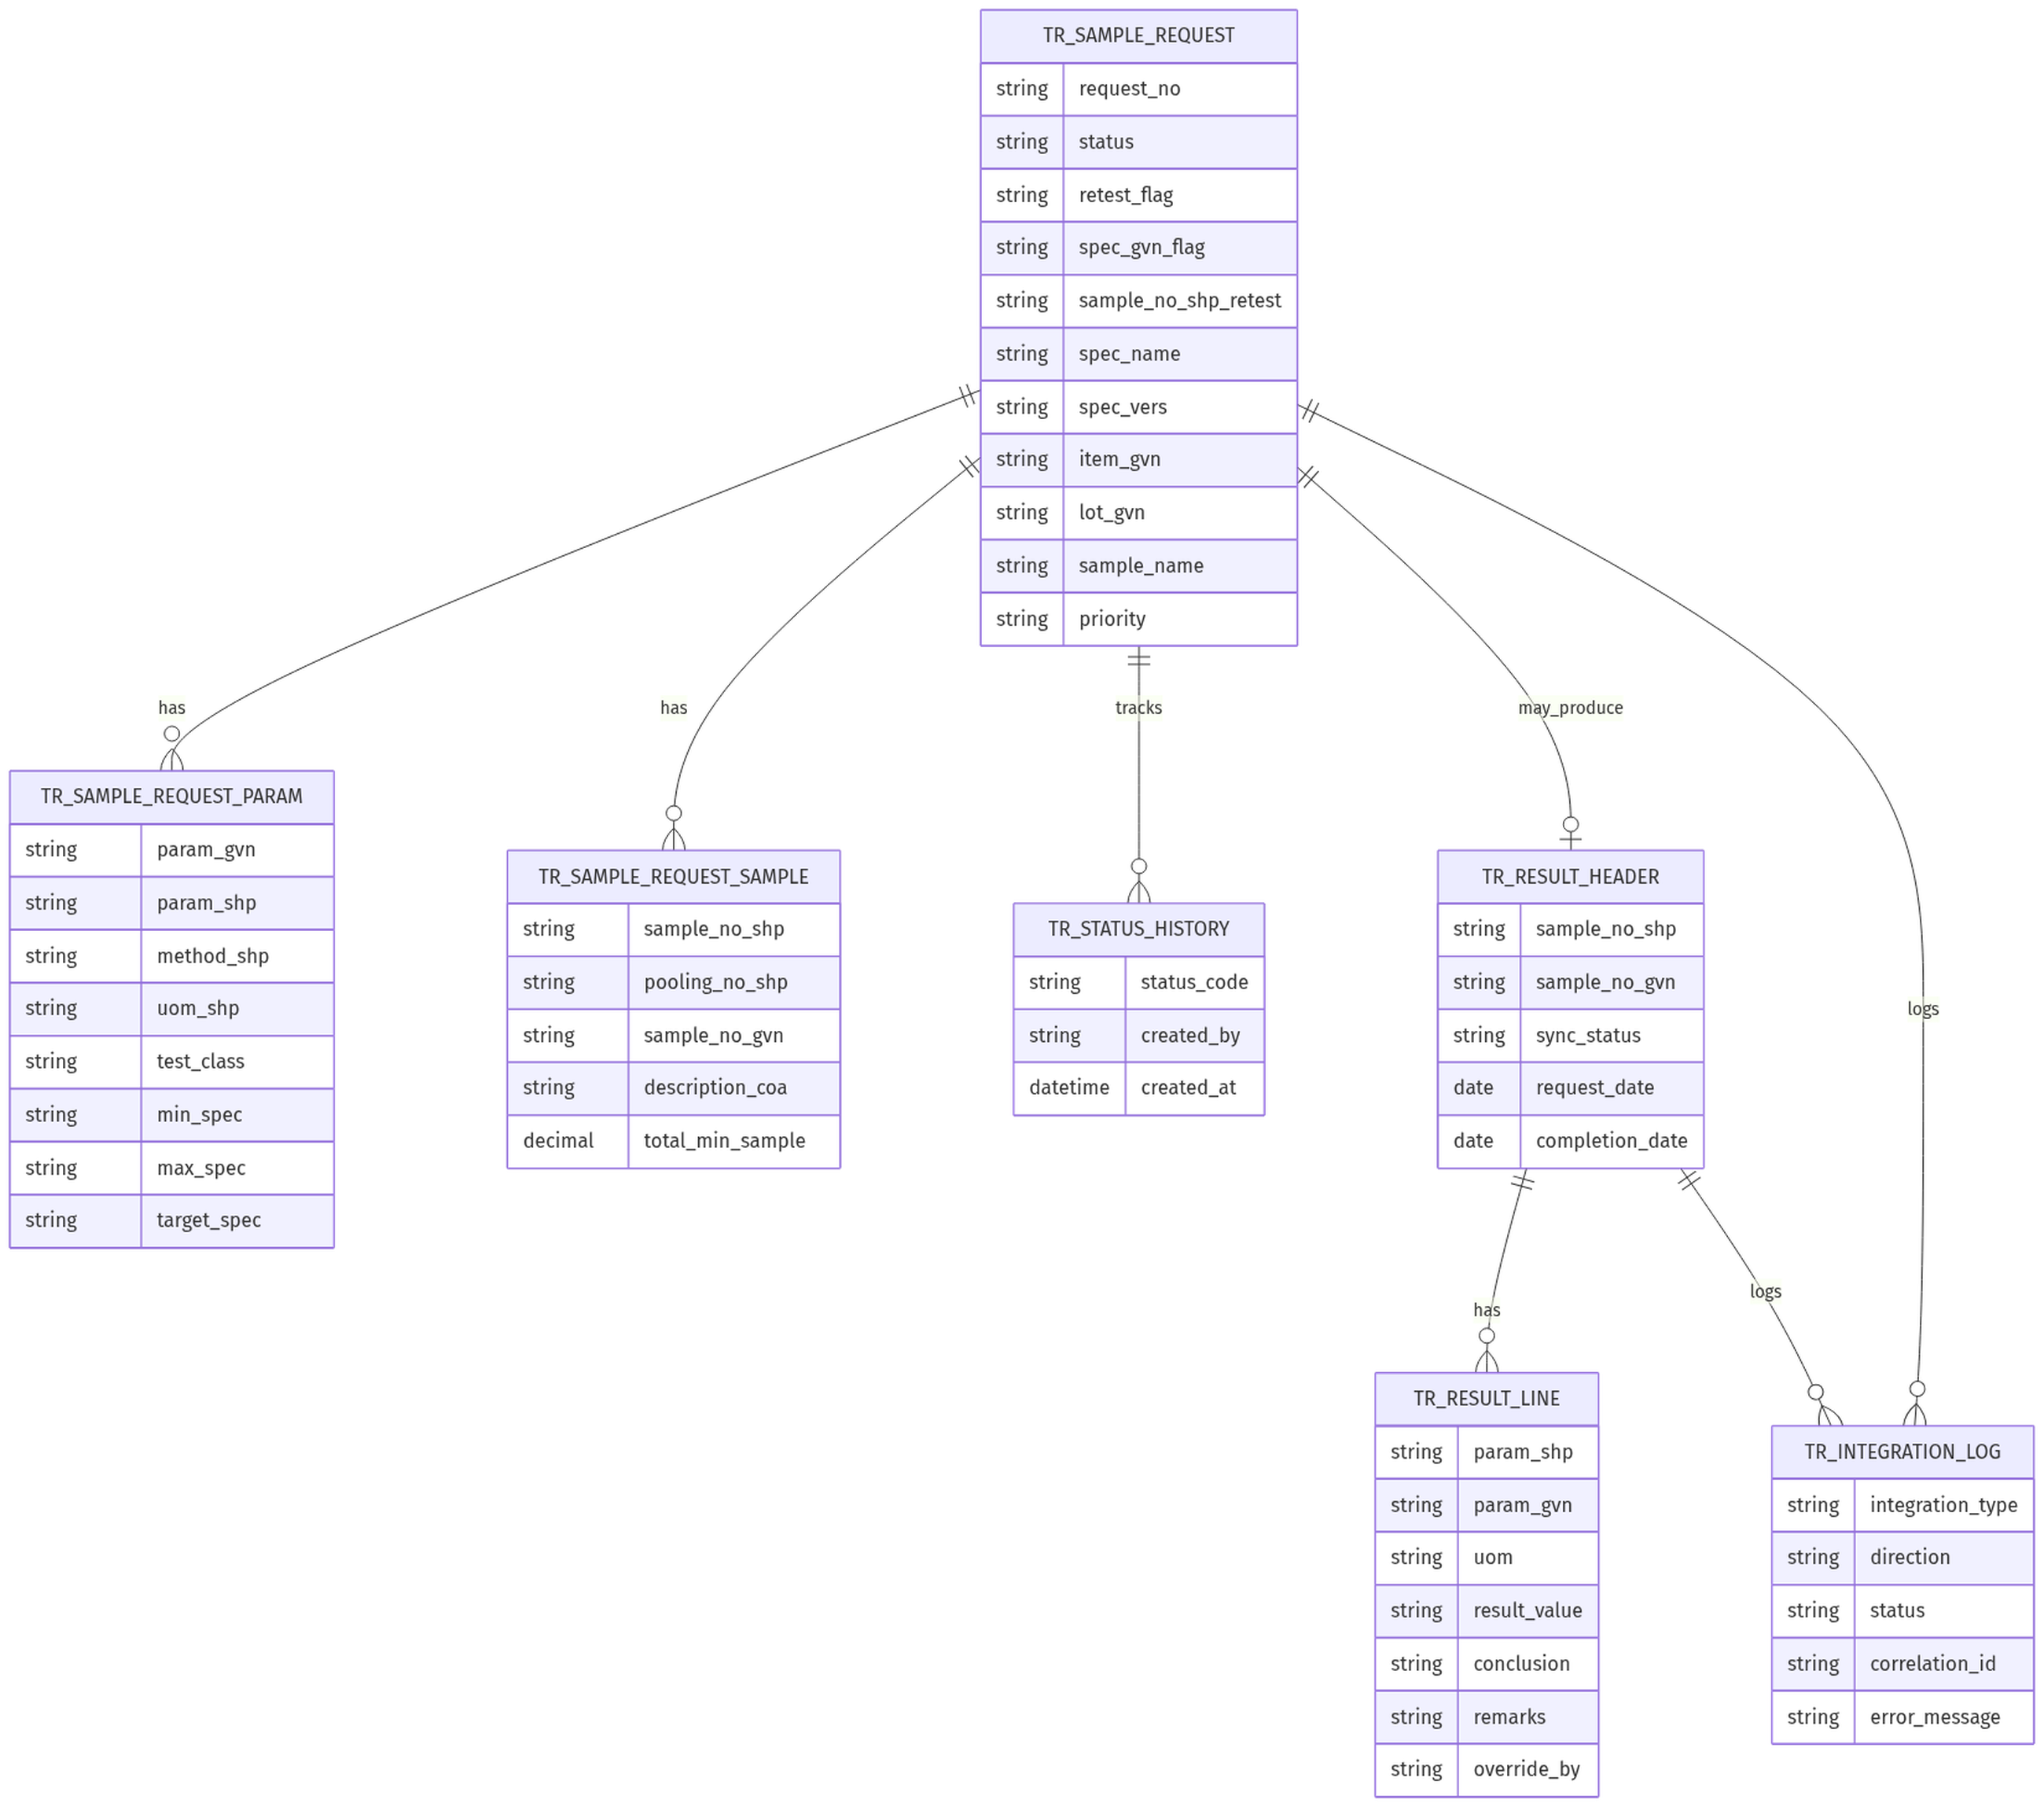 TR_SAMPLE_REQUEST
string request_no
string status
string retest_flag
string spec_gvn_flag
string sample_no_shp_retest
string spec_name
string spec_vers
string item_gvn
string lot_gvn
string sample_name
string priority
has
has
tracks
may_produce
logs
TR_SAMPLE_REQUEST_PARAM
string param_gvn
string param_shp
string method_shp
string uom_shp
string test_class
string min_spec
string max_spec
string target_spec
TR_SAMPLE_REQUEST_SAMPLE
string sample_no_shp
string pooling_no_shp
string sample_no_gvn
string description_coa
decimal total_min_sample
TR_STATUS_HISTORY
string status_code
string created_by
datetime created_at
TR_RESULT_HEADER
string sample_no_shp
string sample_no_gvn
string sync_status
date request_date
date completion_date
has
logs
TR_RESULT_LINE
string param_shp
string param_gvn
string uom
string result_value
string conclusion
string remarks
string override_by
TR_INTEGRATION_LOG
string integration_type
string direction
string status
string correlation_id
string error_message